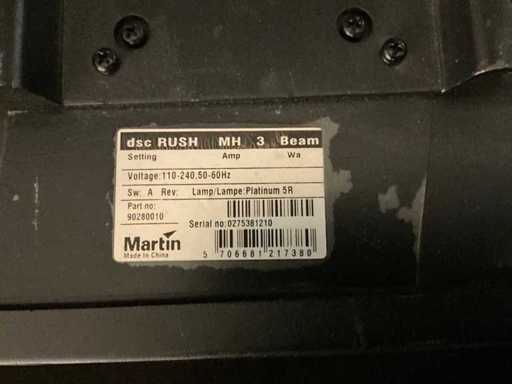 dsc RUSH MH 3 Beam
Setting Amp Wa
Voltage:110-240,50-60Hz
Sw: A Rev: Lamp/Lampe:Platinum 5R
Part no:
90280010
Serial no:0275381210
Martin
Made In China
5 706681 217380